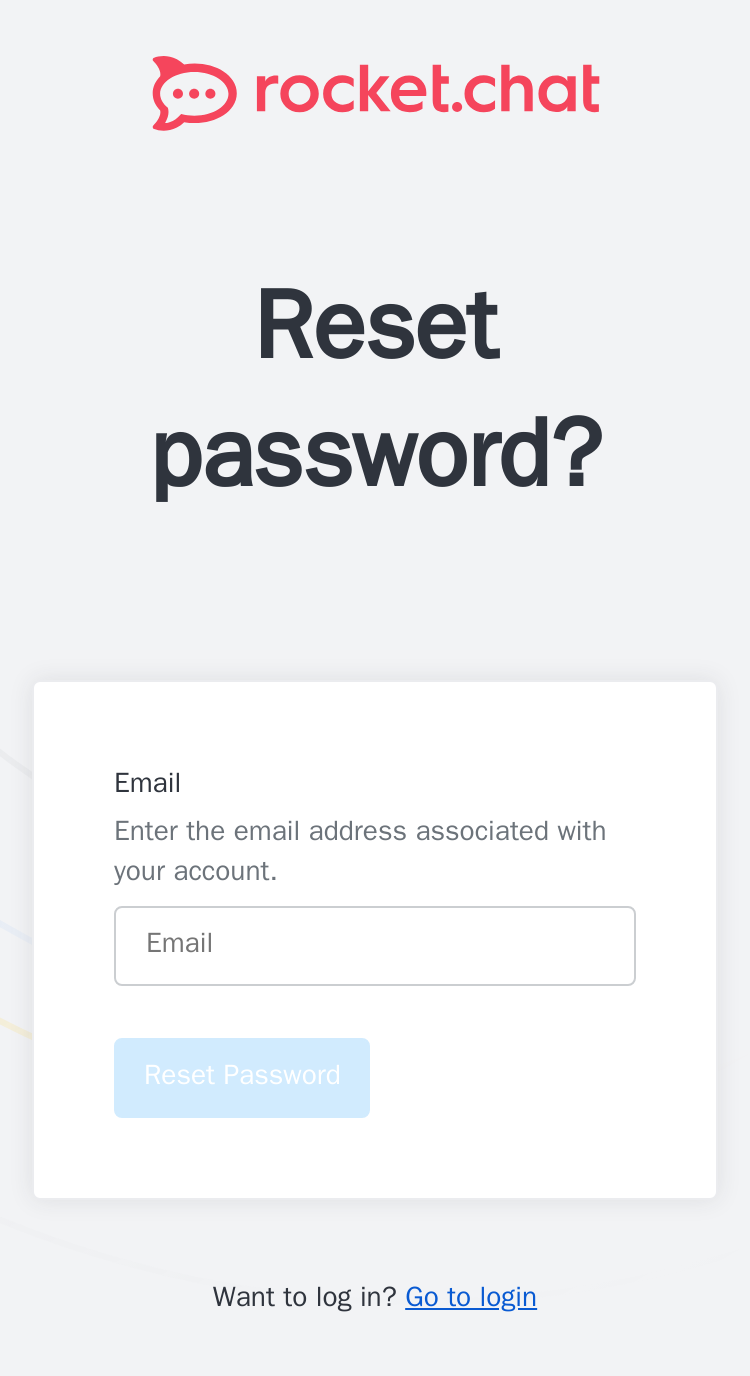 rocket.chat
Reset
password?
Email
Enter the email address associated with
your account.
Email
Reset Password
Want to log in? Go to login